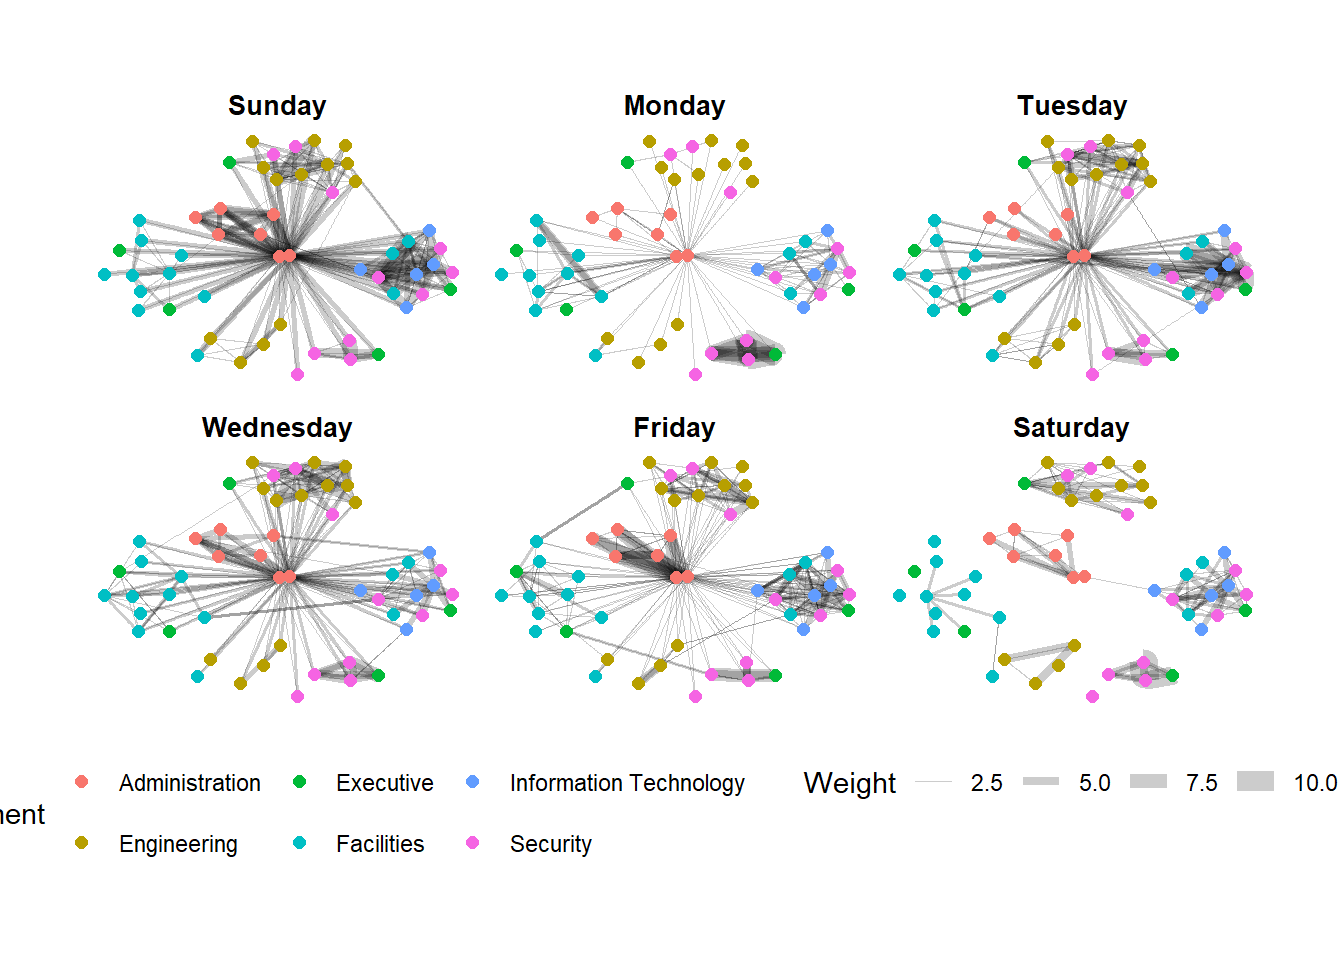 Sunday
Monday
Tuesday
Wednesday
Friday
Saturday
Administration
Executive
Information Technology
Weight
2.5
5.0
7.5
10.0
Engineering
Facilities
Security